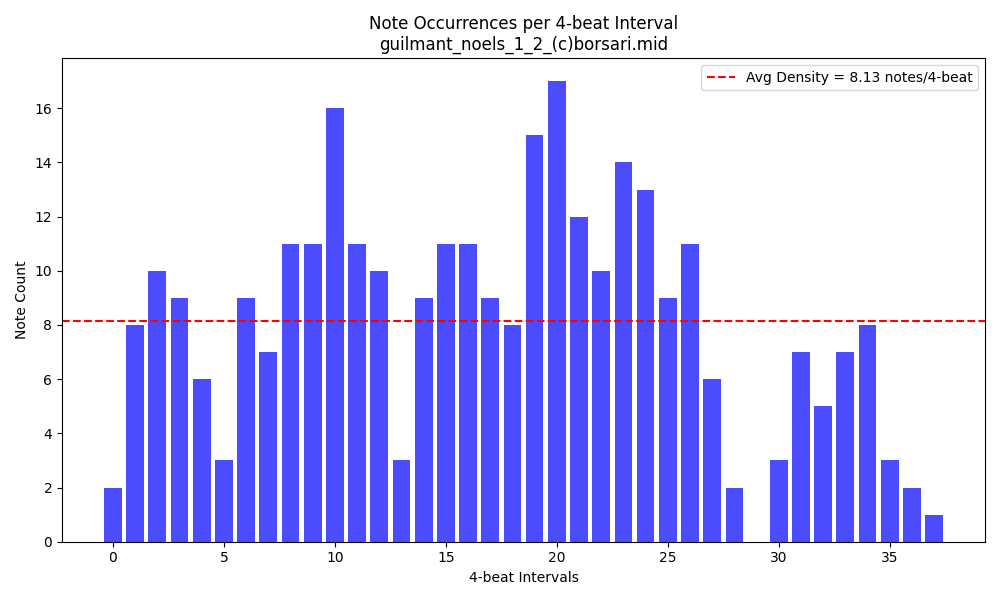 Note Occurrences per 4-beat Interval
guilmant_noels_1_2_(c)borsari.mid
Avg Density = 8.13 notes/4-beat
Note Count
16
14
12
10
8
6
4
2
0
0 5 10 15 20 25 30 35
4-beat Intervals